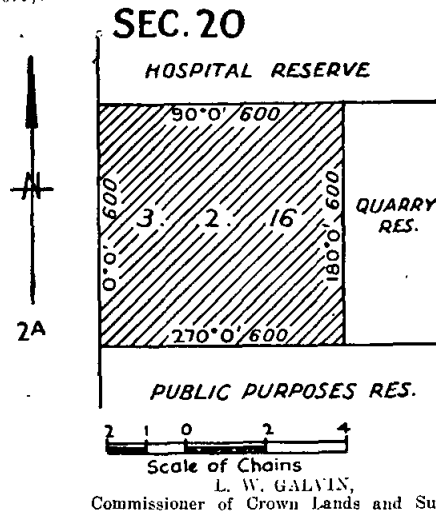 SEC. 20
HOSPITAL RESERVE
90°0' 600
N
0°0' 600
3. 2. 16
180°0' 600
QUARRY
RES.
2A
270°0' 600
PUBLIC PURPOSES RES.
2 1 0 2 4
Scale of Chains
L. W. GALVIN,
Commissioner of Crown Lands and Su